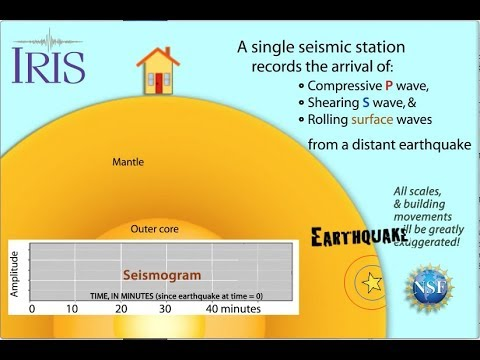 IRIS
A single seismic station
records the arrival of:
Compressive P wave,
Shearing S wave, &
Rolling surface waves
from a distant earthquake
Mantle
All scales,
& building
movements
will be greatly
exaggerated!
EARTHQUAKE
Outer core
Amplitude
Seismogram
TIME, IN MINUTES (since earthquake at time = 0)
0 10 20 30 40 minutes
NSF